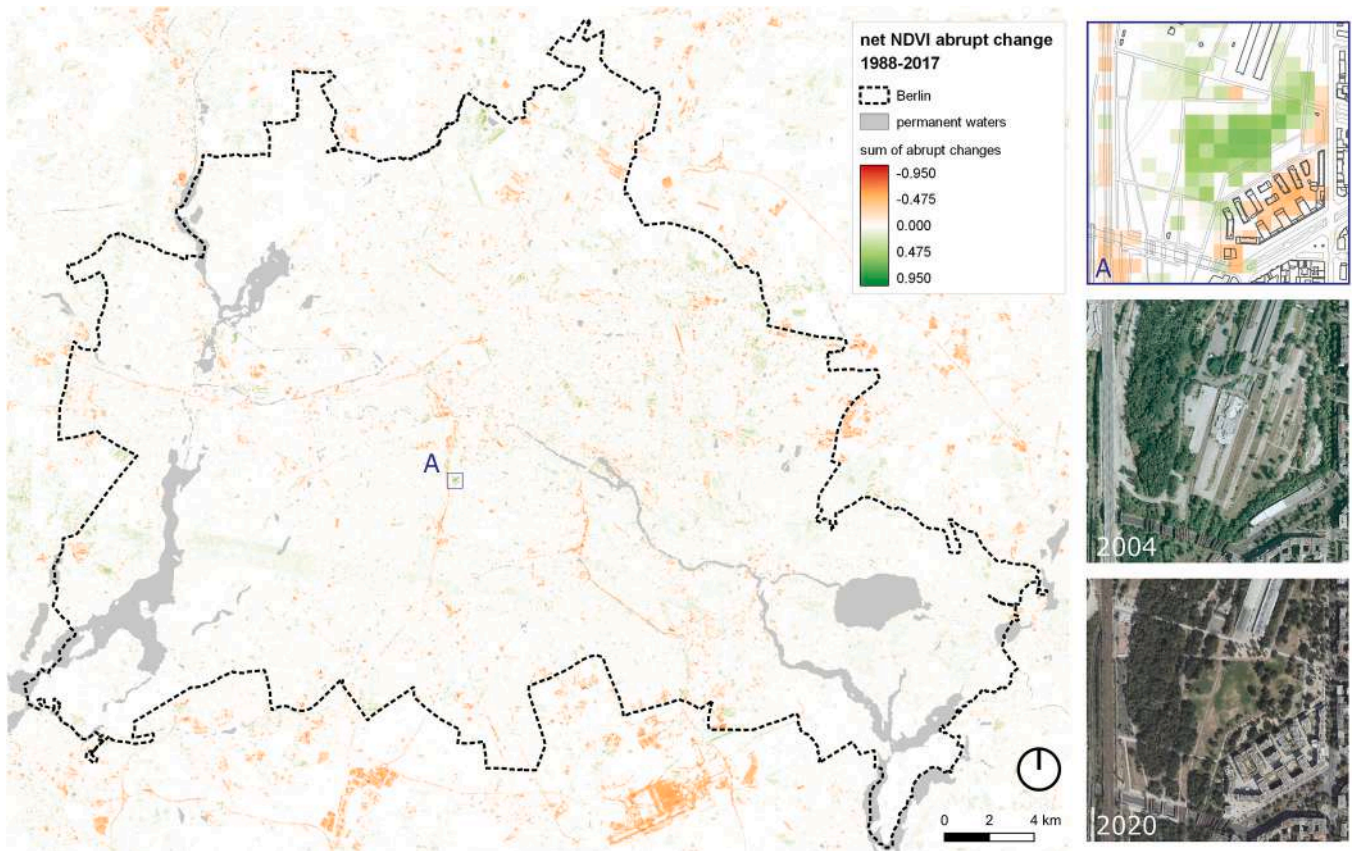 net NDVI abrupt change
1988-2017
Berlin
permanent waters
sum of abrupt changes
-0.950
-0.475
0.000
0.475
0.950
A
0 2 4 km
A
2004
2020